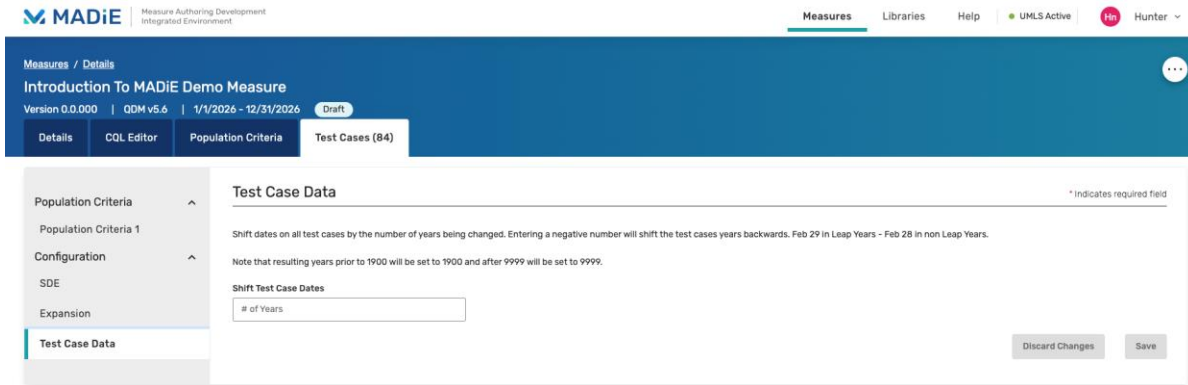 MADiE
Measure Authoring Development
Integrated Environment
Measures Libraries Help UMLS Active Hn Hunter
Measures / Details
Introduction To MADiE Demo Measure
Version 0.0.000 | QDM v5.6 | 1/1/2026 - 12/31/2026 Draft
Details CQL Editor Population Criteria Test Cases (84)
Population Criteria
Population Criteria 1
Configuration
SDE
Expansion
Test Case Data
Test Case Data
* Indicates required field
Shift dates on all test cases by the number of years being changed. Entering a negative number will shift the test cases years backwards. Feb 29 in Leap Years - Feb 28 in non Leap Years.
Note that resulting years prior to 1900 will be set to 1900 and after 9999 will be set to 9999.
Shift Test Case Dates
# of Years
Discard Changes Save